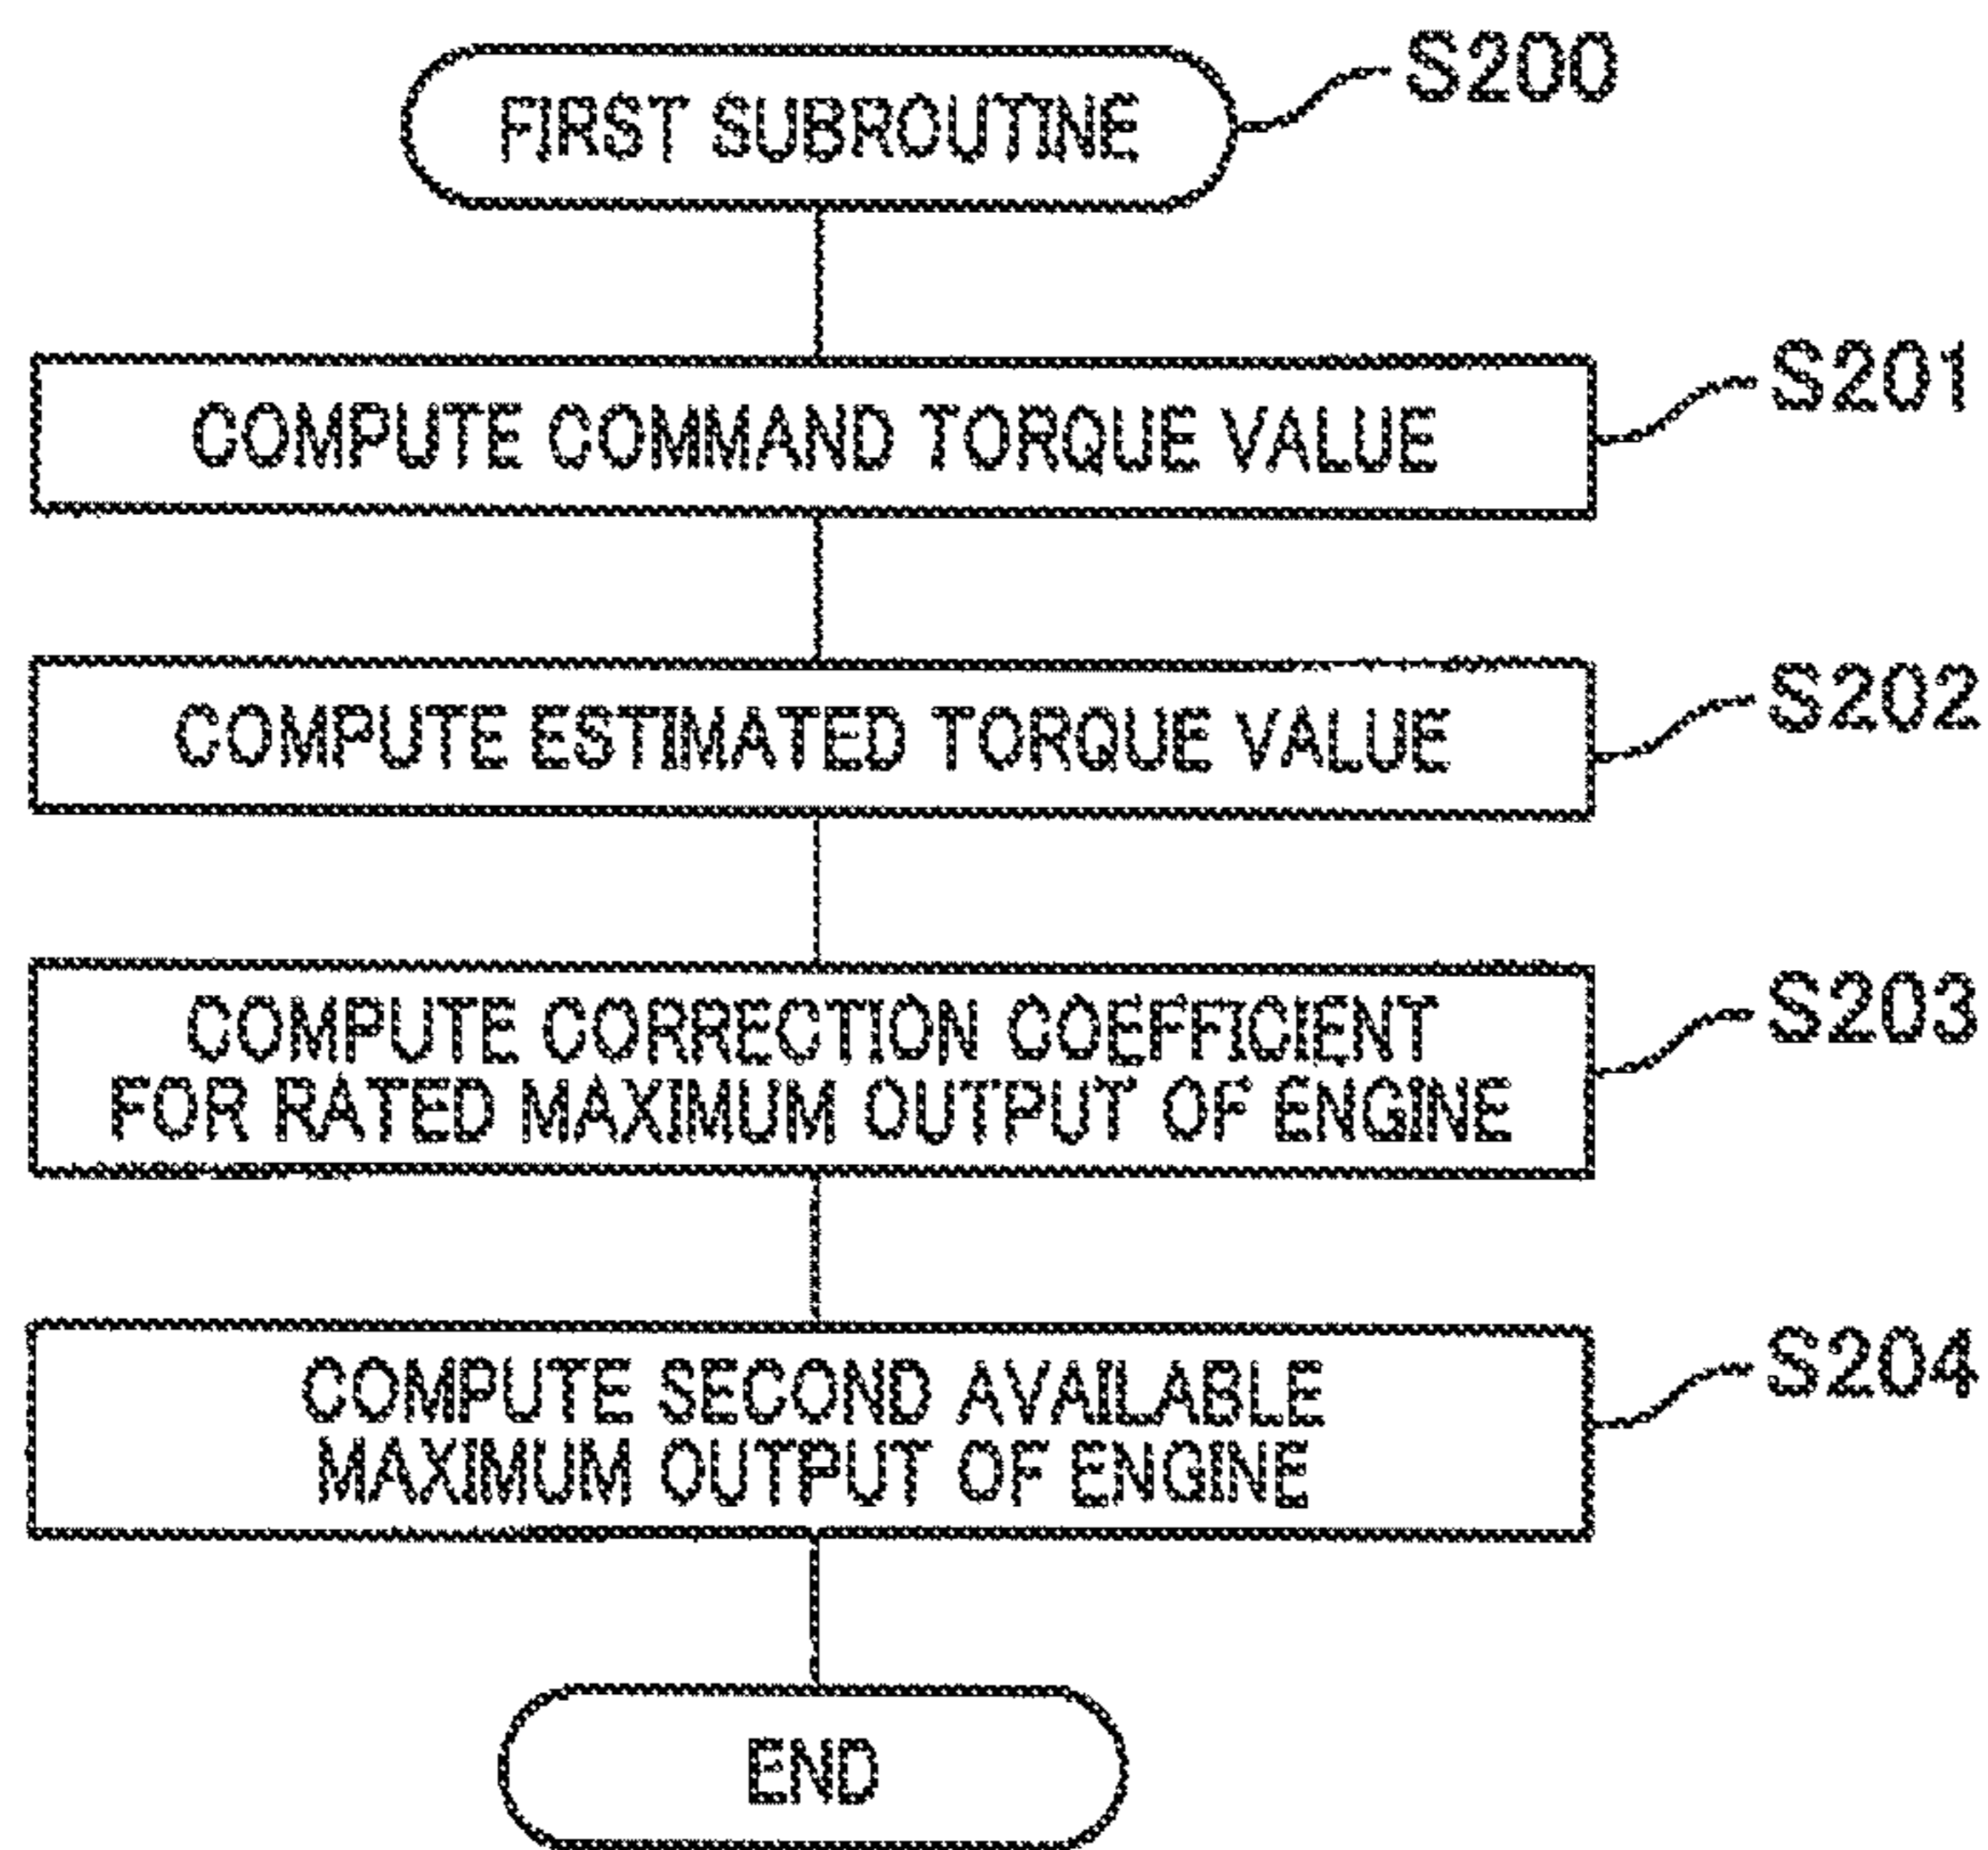 FIRST SUBROUTINE
S200
COMPUTE COMMAND TORQUE VALUE
S201
COMPUTE ESTIMATED TORQUE VALUE
S202
COMPUTE CORRECTION COEFFICIENT
FOR RATED MAXIMUM OUTPUT OF ENGINE
S203
COMPUTE SECOND AVAILABLE
MAXIMUM OUTPUT OF ENGINE
S204
END